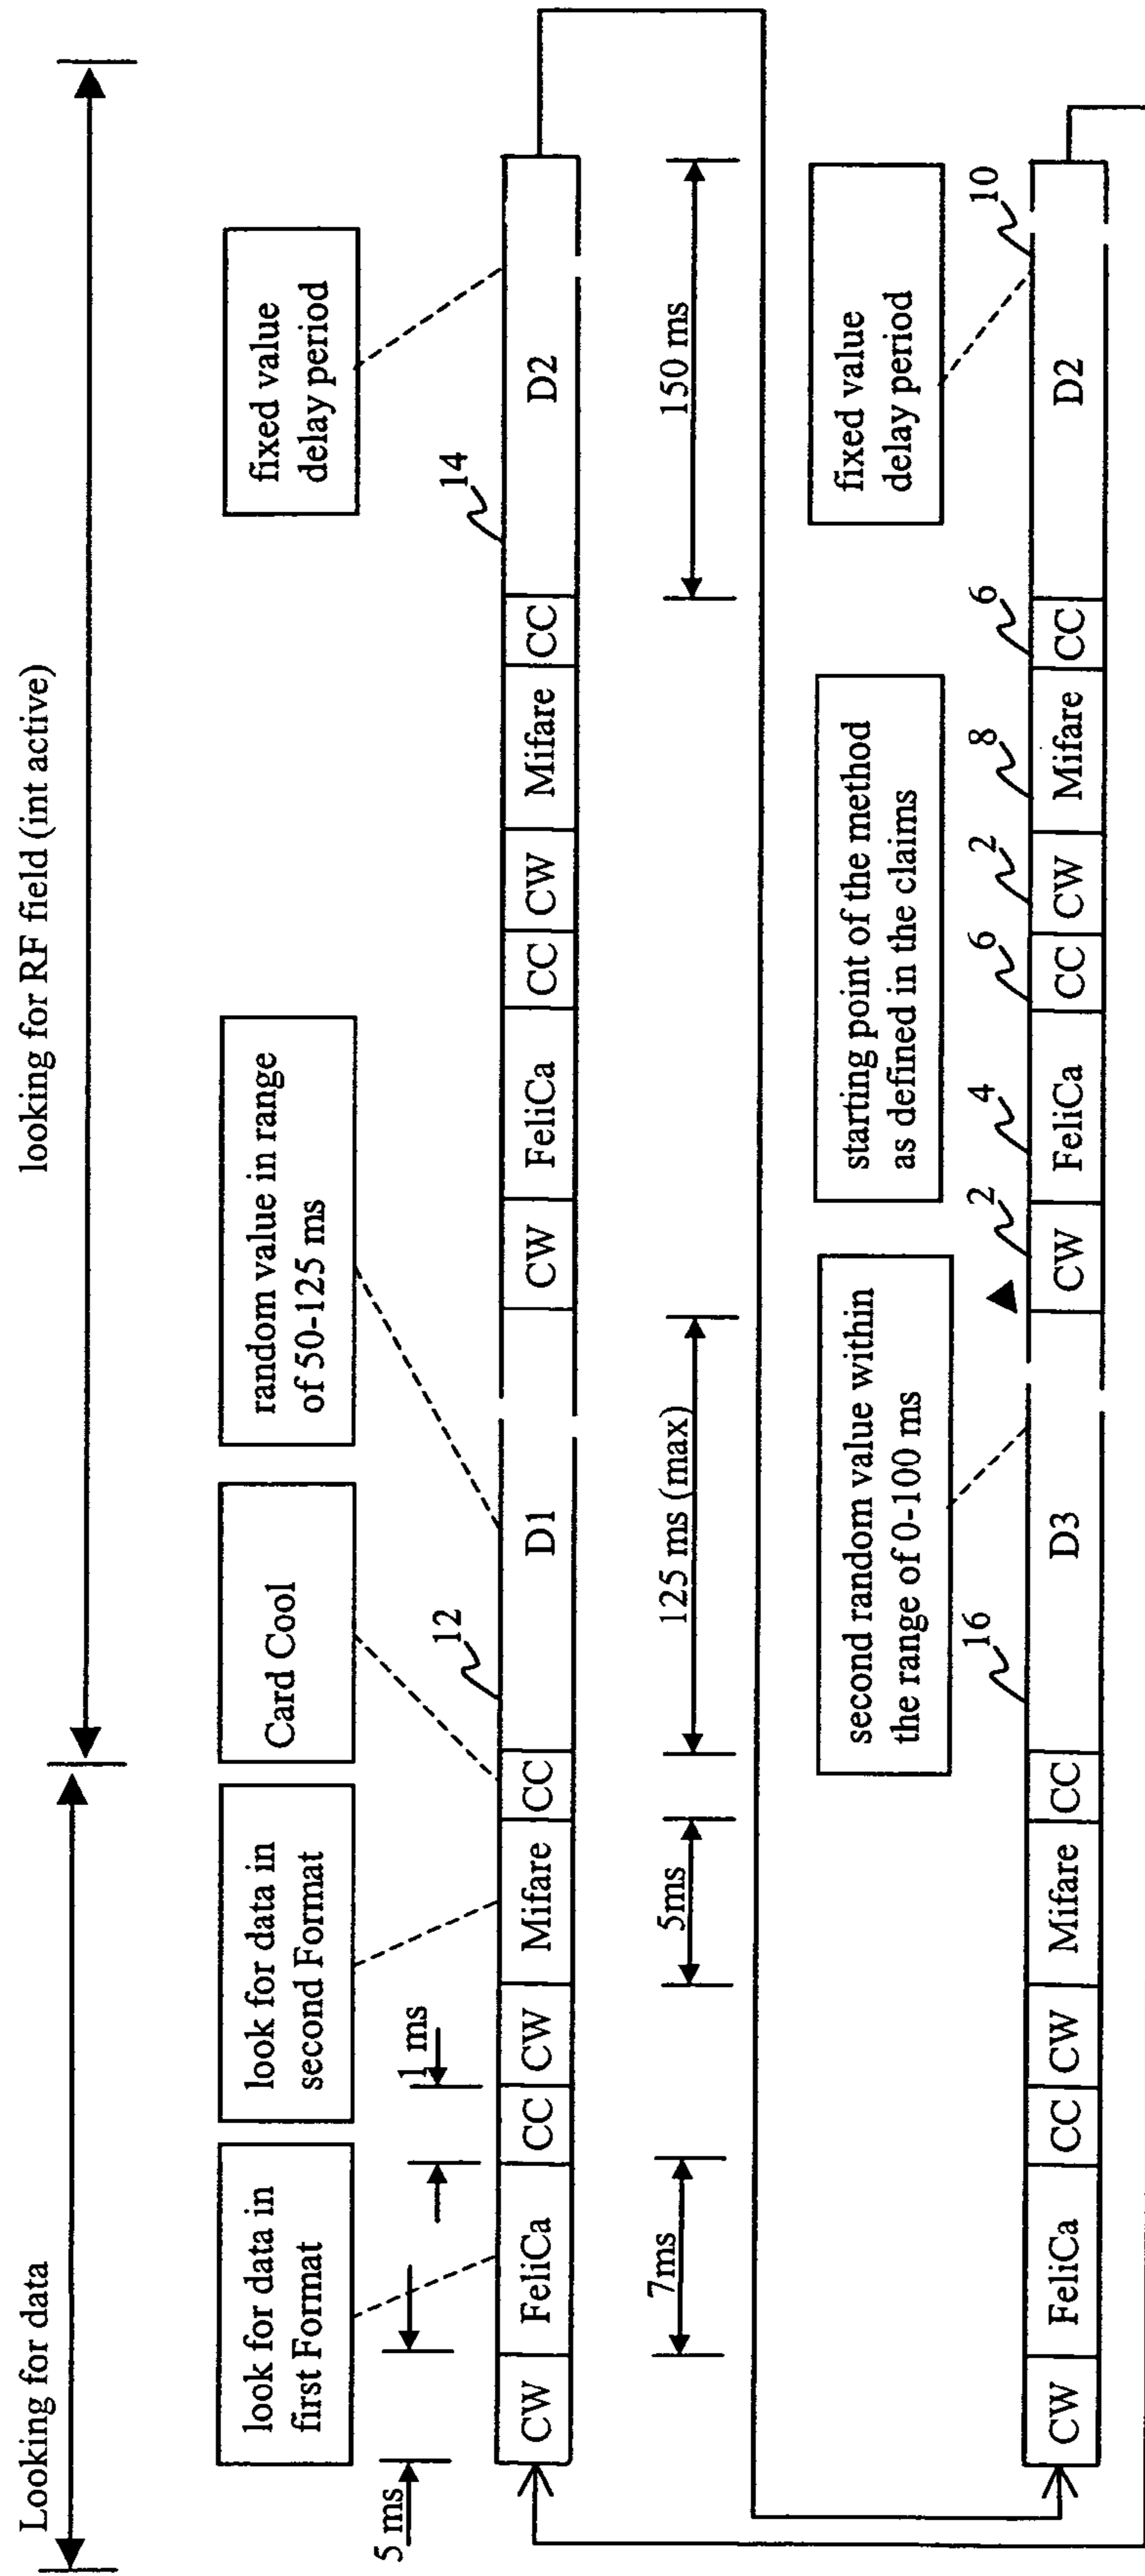 Looking for data
looking for RF field (int active)
look for data in
first Format
look for data in
second Format
Card Cool
random value in range
of 50-125 ms
fixed value
delay period
5 ms
1 ms
12
14
CW
FeliCa
CC
CW
Mifare
CC
D1
CW
FeliCa
CC
CW
Mifare
CC
D2
7ms
5ms
125 ms (max)
150 ms
second random value within
the range of 0-100 ms
starting point of the method
as defined in the claims
fixed value
delay period
16
2
4
6
2
8
6
10
CW
FeliCa
CC
CW
Mifare
CC
D3
CW
FeliCa
CC
CW
Mifare
CC
D2